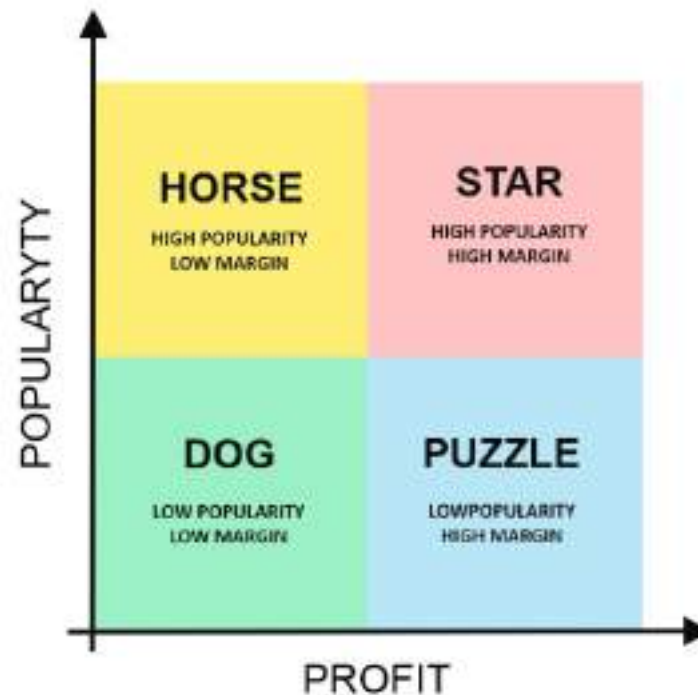 POPULARYTY
HORSE
HIGH POPULARITY
LOW MARGIN
STAR
HIGH POPULARITY
HIGH MARGIN
DOG
LOW POPULARITY
LOW MARGIN
PUZZLE
LOWPOPULARITY
HIGH MARGIN
PROFIT